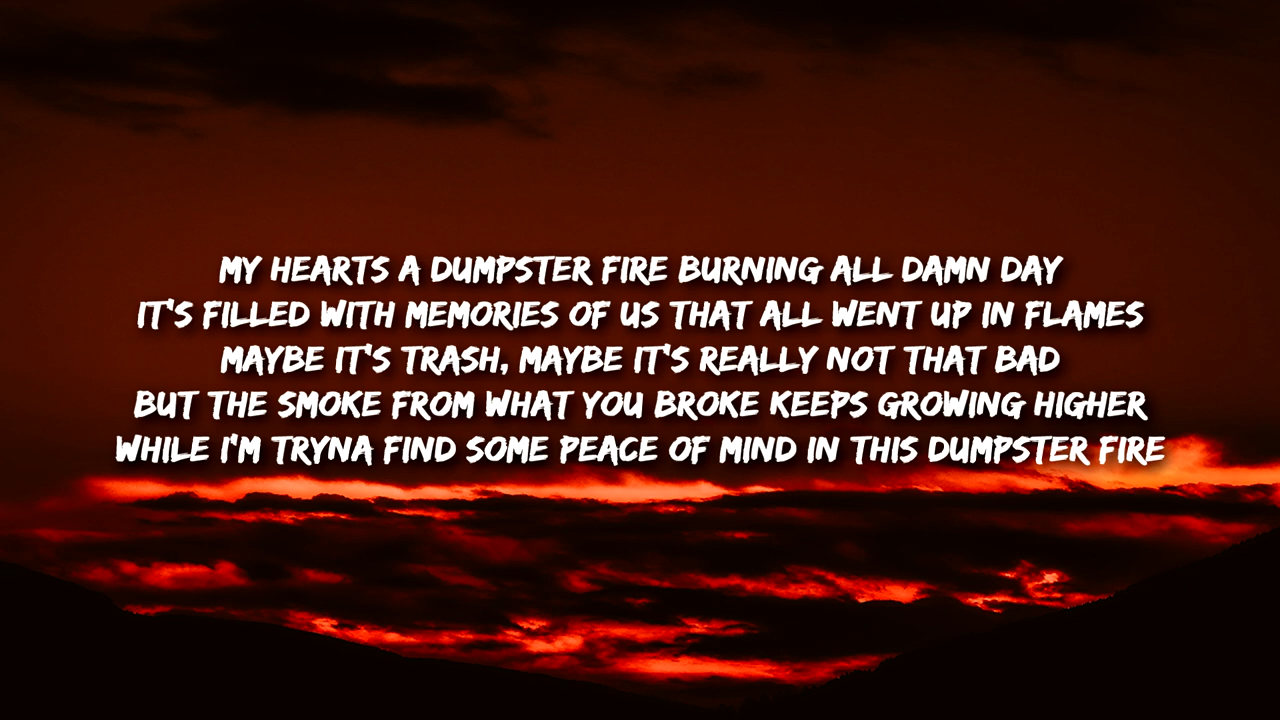 MY HEARTS A DUMPSTER FIRE BURNING ALL DAMN DAY
IT'S FILLED WITH MEMORIES OF US THAT ALL WENT UP IN FLAMES
MAYBE IT'S TRASH, MAYBE IT'S REALLY NOT THAT BAD
BUT THE SMOKE FROM WHAT YOU BROKE KEEPS GROWING HIGHER
WHILE I'M TRYNA FIND SOME PEACE OF MIND IN THIS DUMPSTER FIRE